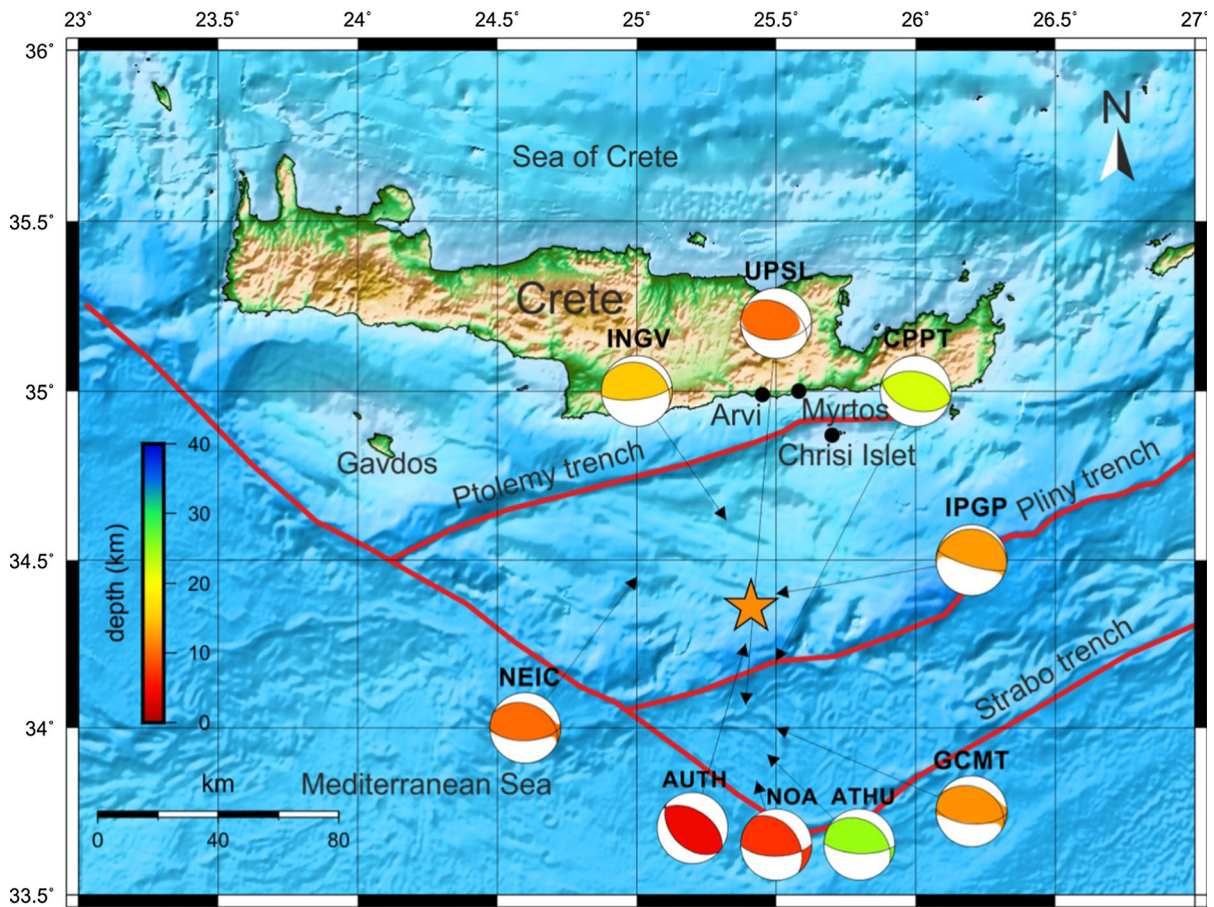 23˚ 23.5˚ 24˚ 24.5˚ 25˚ 25.5˚ 26˚ 26.5˚ 27˚
36˚
N
Sea of Crete
35.5˚
UPSL
Crete
INGV
CPPT
35˚
Arvi
Myrtos
Chrisi Islet
Gavdos
Ptolemy trench
Pliny trench
IPGP
34.5˚
depth (km)
40
30
20
10
0
Strabo trench
NEIC
34˚
GCMT
Mediterranean Sea
km
0 40 80
AUTH
NOA
ATHU
33.5˚